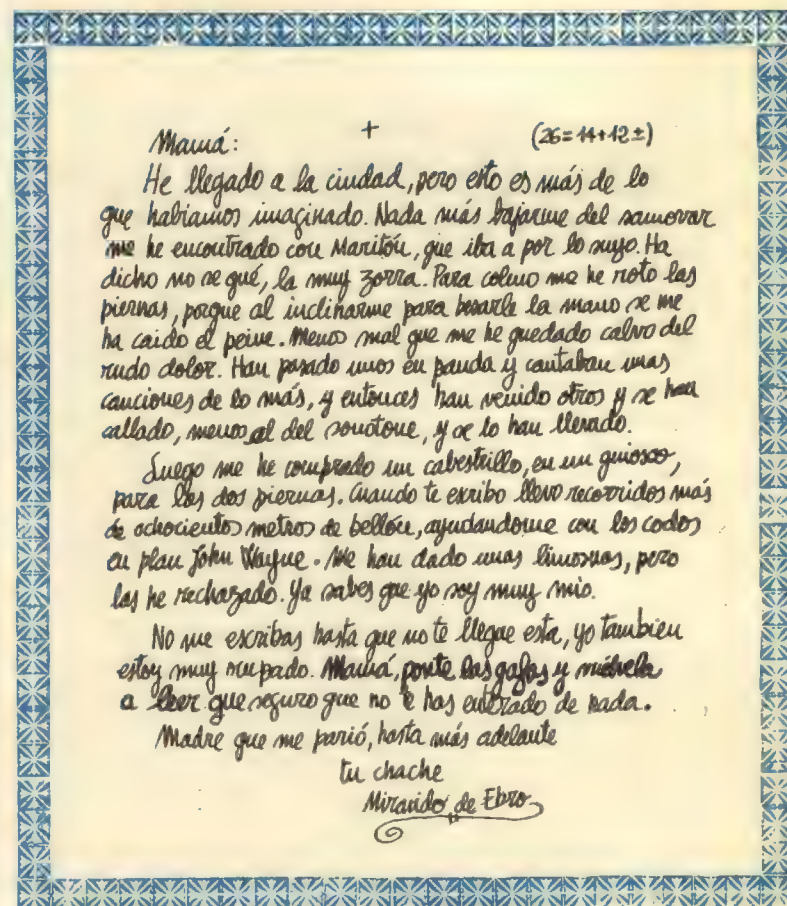 +
(26=14+12±)
Mamá:
He llegado a la ciudad, pero esto es más de lo
que habíamos imaginado. Nada más bajarme del samovar
me he encontrado con Maritón, que iba a por lo suyo. Ha
dicho no se qué, la muy zorra. Para colmo me he roto las
piernas, porque al inclinarme para besarle la mano se me
ha caido el peine. Menos mal que me he quedado calvo del
rudo dolor. Han pasado unos en panda y cantaban unas
canciones de lo más, y entonces han venido otros y se han
callado, menos el del sonotone, y se lo han llevado.
Luego me he comprado un cabestrillo, en un quiosco,
para las dos piernas. Cuando te escribo llevo recorridos más
de ochocientos metros de bellón, ayudandome con los codos
en plan John Wayne. Me han dado unas limosnas, pero
las he rechazado. Ya sabes que yo soy muy mio.
No me escribas hasta que no te llegue esta, yo tambien
estoy muy ocupado. Mamá, ponte las gafas y
a leer que seguro que no te has enterado de nada.
Madre que me parió, hasta más adelante
tu chache
Mirando de Ebro